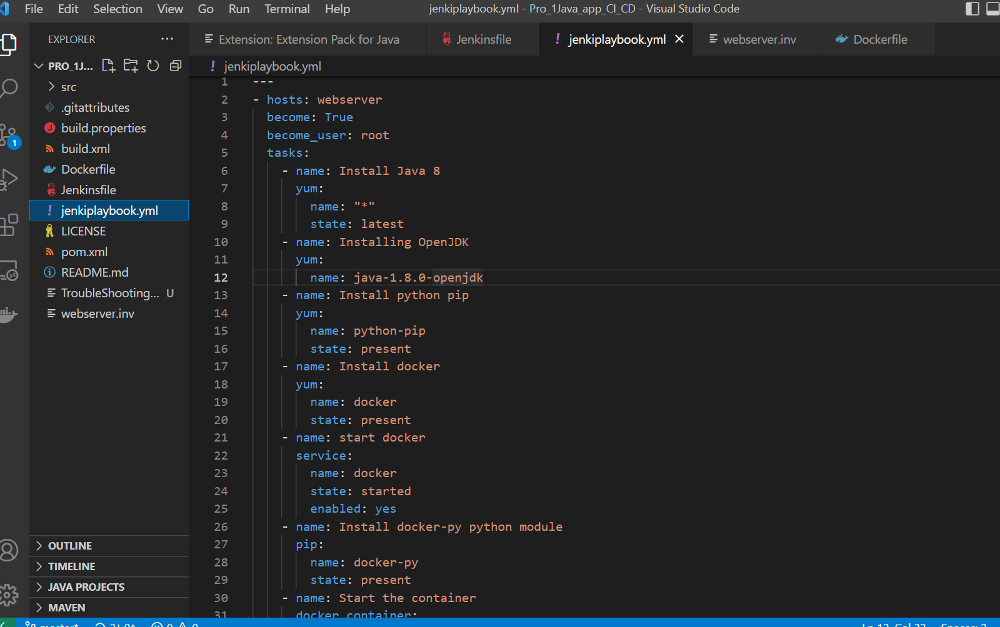 File Edit Selection View Go Run Terminal Help jenkiplaybook.yml - Pro_1Java_app_CI_CD - Visual Studio Code
EXPLORER ···
Extension: Extension Pack for Java Jenkinsfile ! jenkiplaybook.yml × webserver.inv Dockerfile
PRO_1J...
! jenkiplaybook.yml
src
.gitattributes
build.properties
build.xml
Dockerfile
Jenkinsfile
! jenkiplaybook.yml
LICENSE
pom.xml
README.md
TroubleShooting... U
webserver.inv
1
OUTLINE
TIMELINE
JAVA PROJECTS
MAVEN
1 ---
2 - hosts: webserver
3 become: True
4 become_user: root
5 tasks:
6 - name: Install Java 8
7 yum:
8 name: "*"
9 state: latest
10 - name: Installing OpenJDK
11 yum:
12 name: java-1.8.0-openjdk
13 - name: Install python pip
14 yum:
15 name: python-pip
16 state: present
17 - name: Install docker
18 yum:
19 name: docker
20 state: present
21 - name: start docker
22 service:
23 name: docker
24 state: started
25 enabled: yes
26 - name: Install docker-py python module
27 pip:
28 name: docker-py
29 state: present
30 - name: Start the container
31 docker_container:
master* 2↓ 0↑ 0 0 Ln 12, Col 33 Spaces: 2